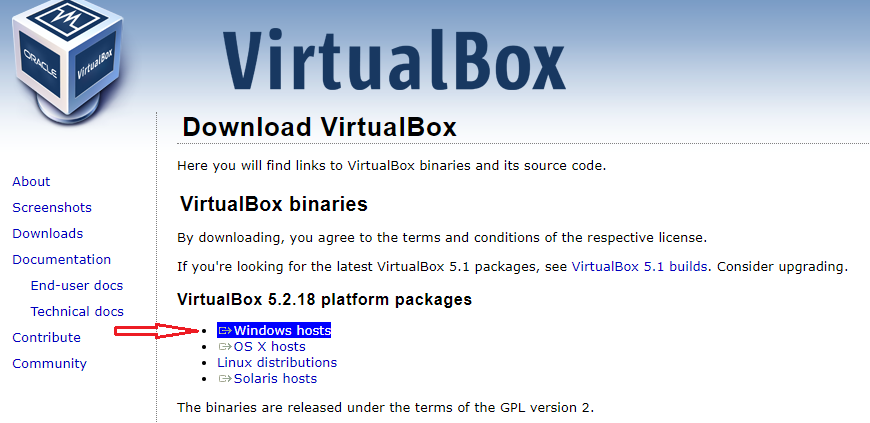 ORACLE
VirtualBox
VirtualBox
Download VirtualBox
Here you will find links to VirtualBox binaries and its source code.
VirtualBox binaries
By downloading, you agree to the terms and conditions of the respective license.
If you're looking for the latest VirtualBox 5.1 packages, see VirtualBox 5.1 builds. Consider upgrading.
VirtualBox 5.2.18 platform packages
Windows hosts
OS X hosts
Linux distributions
Solaris hosts
The binaries are released under the terms of the GPL version 2.
About
Screenshots
Downloads
Documentation
End-user docs
Technical docs
Contribute
Community